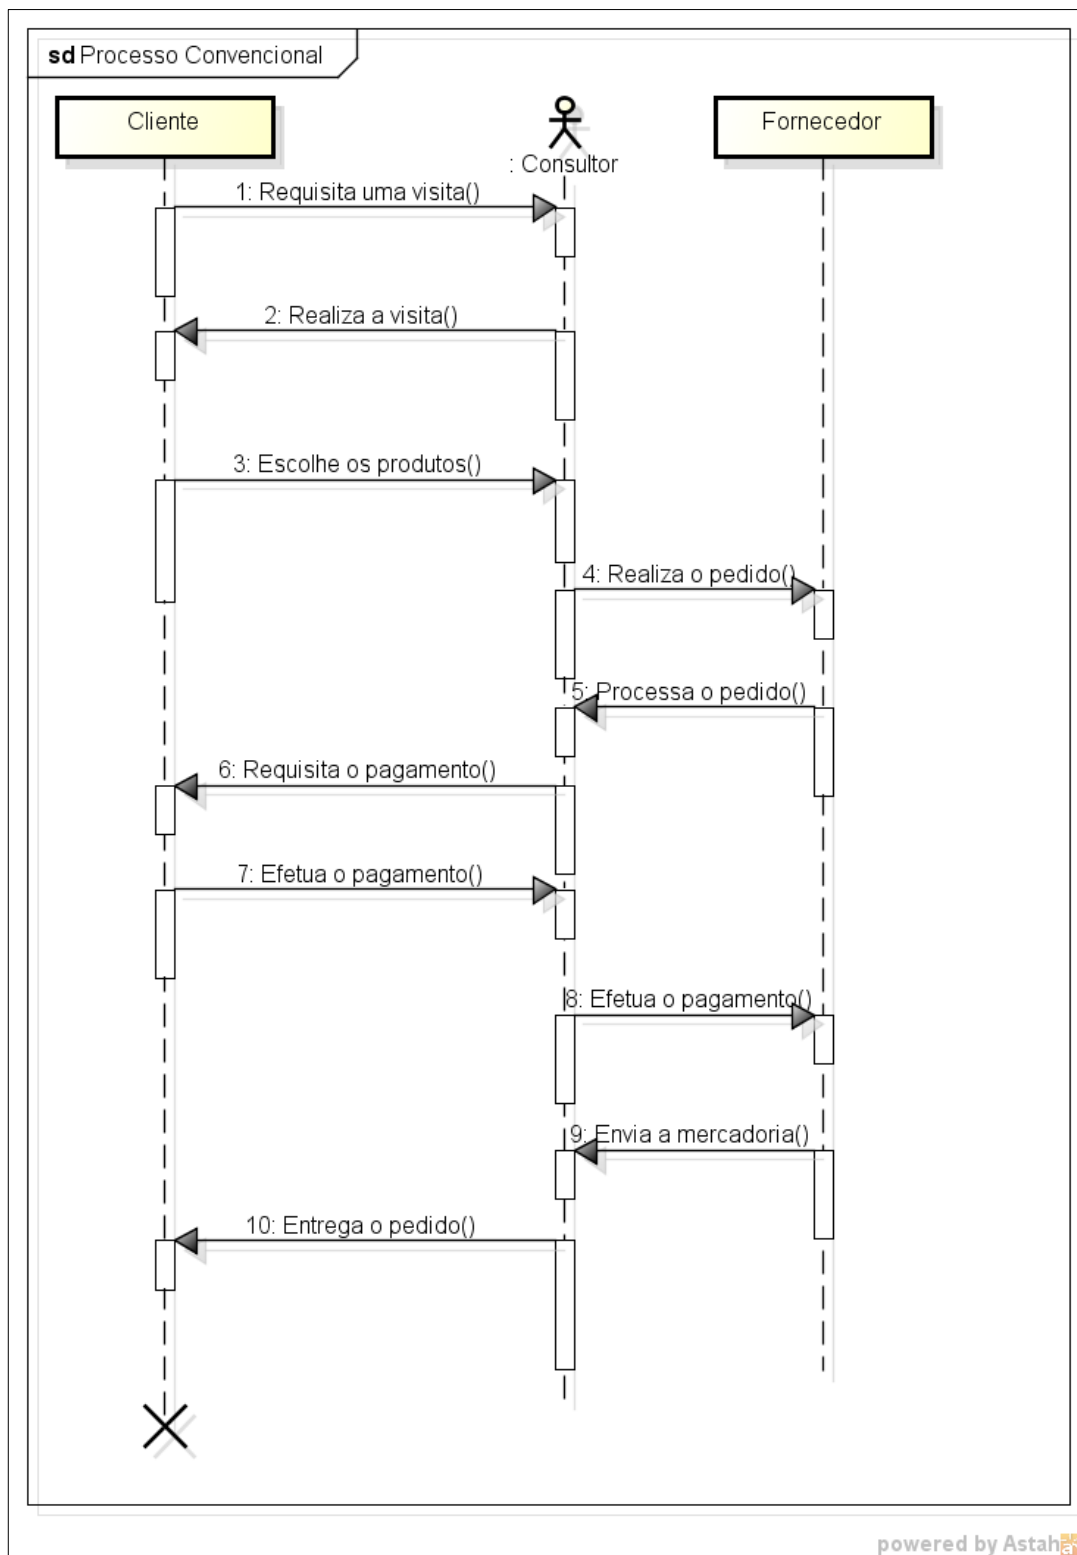 sd Processo Convencional
Cliente
: Consultor
Fornecedor
1: Requisita uma visita()
2: Realiza a visita()
3: Escolhe os produtos()
4: Realiza o pedido()
5: Processa o pedido()
6: Requisita o pagamento()
7: Efetua o pagamento()
8: Efetua o pagamento()
9: Envia a mercadoria()
10: Entrega o pedido()
powered by Astah